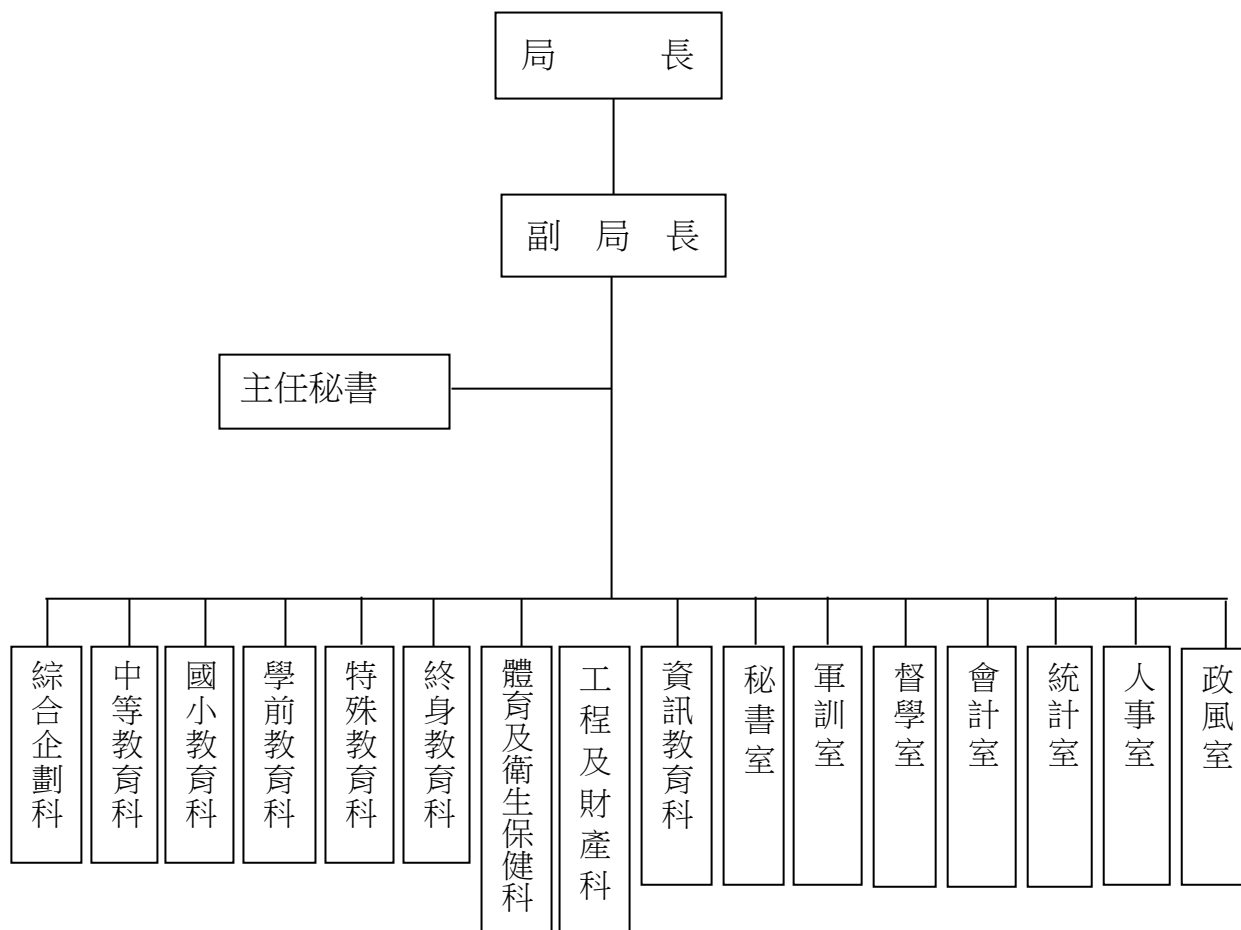 局長
副局長
主任秘書
綜合企劃科
中等教育科
國小教育科
學前教育科
特殊教育科
終身教育科
體育及衛生保健科
工程及財產科
資訊教育科
秘書室
軍訓室
督學室
會計室
統計室
人事室
政風室